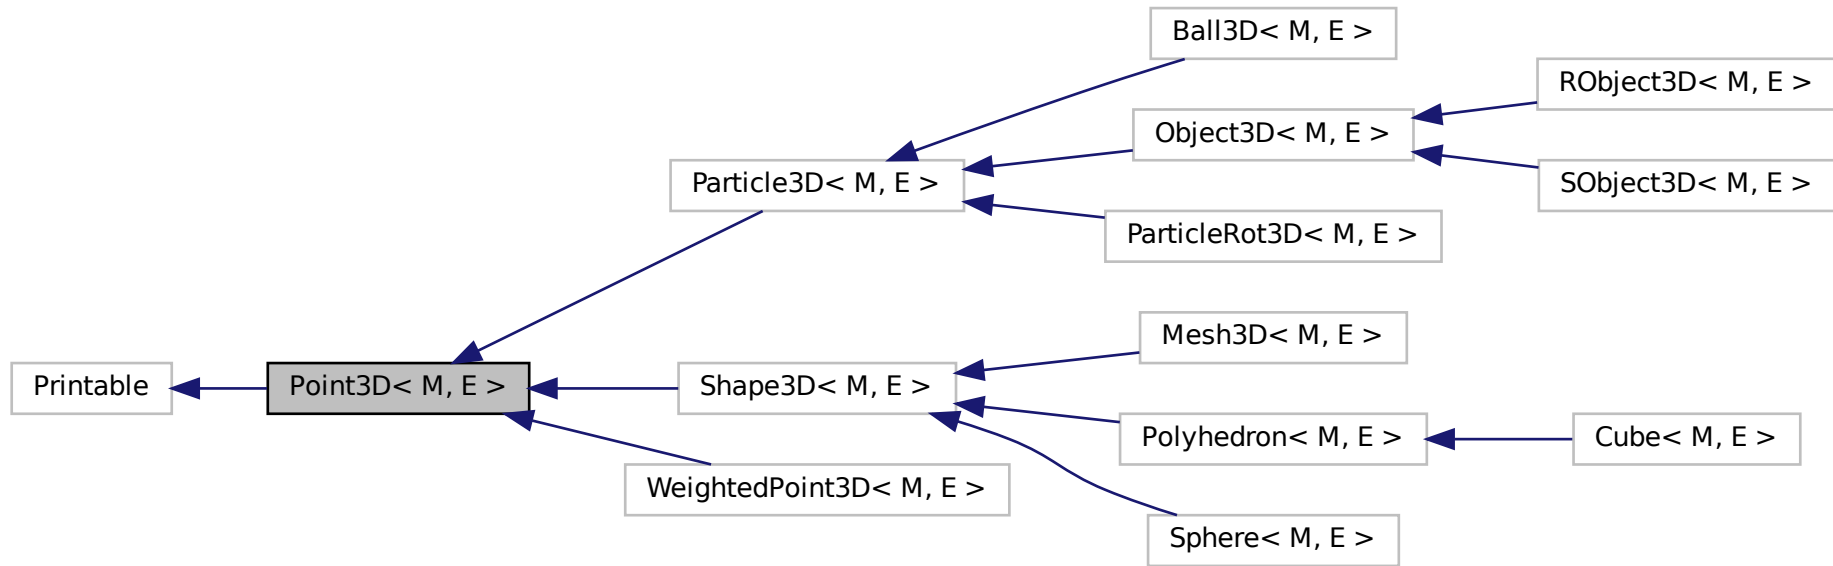 Ball3D< M, E >
RObject3D< M, E >
Object3D< M, E >
Particle3D< M, E >
SObject3D< M, E >
ParticleRot3D< M, E >
Mesh3D< M, E >
Printable
Point3D< M, E >
Shape3D< M, E >
Polyhedron< M, E >
Cube< M, E >
WeightedPoint3D< M, E >
Sphere< M, E >